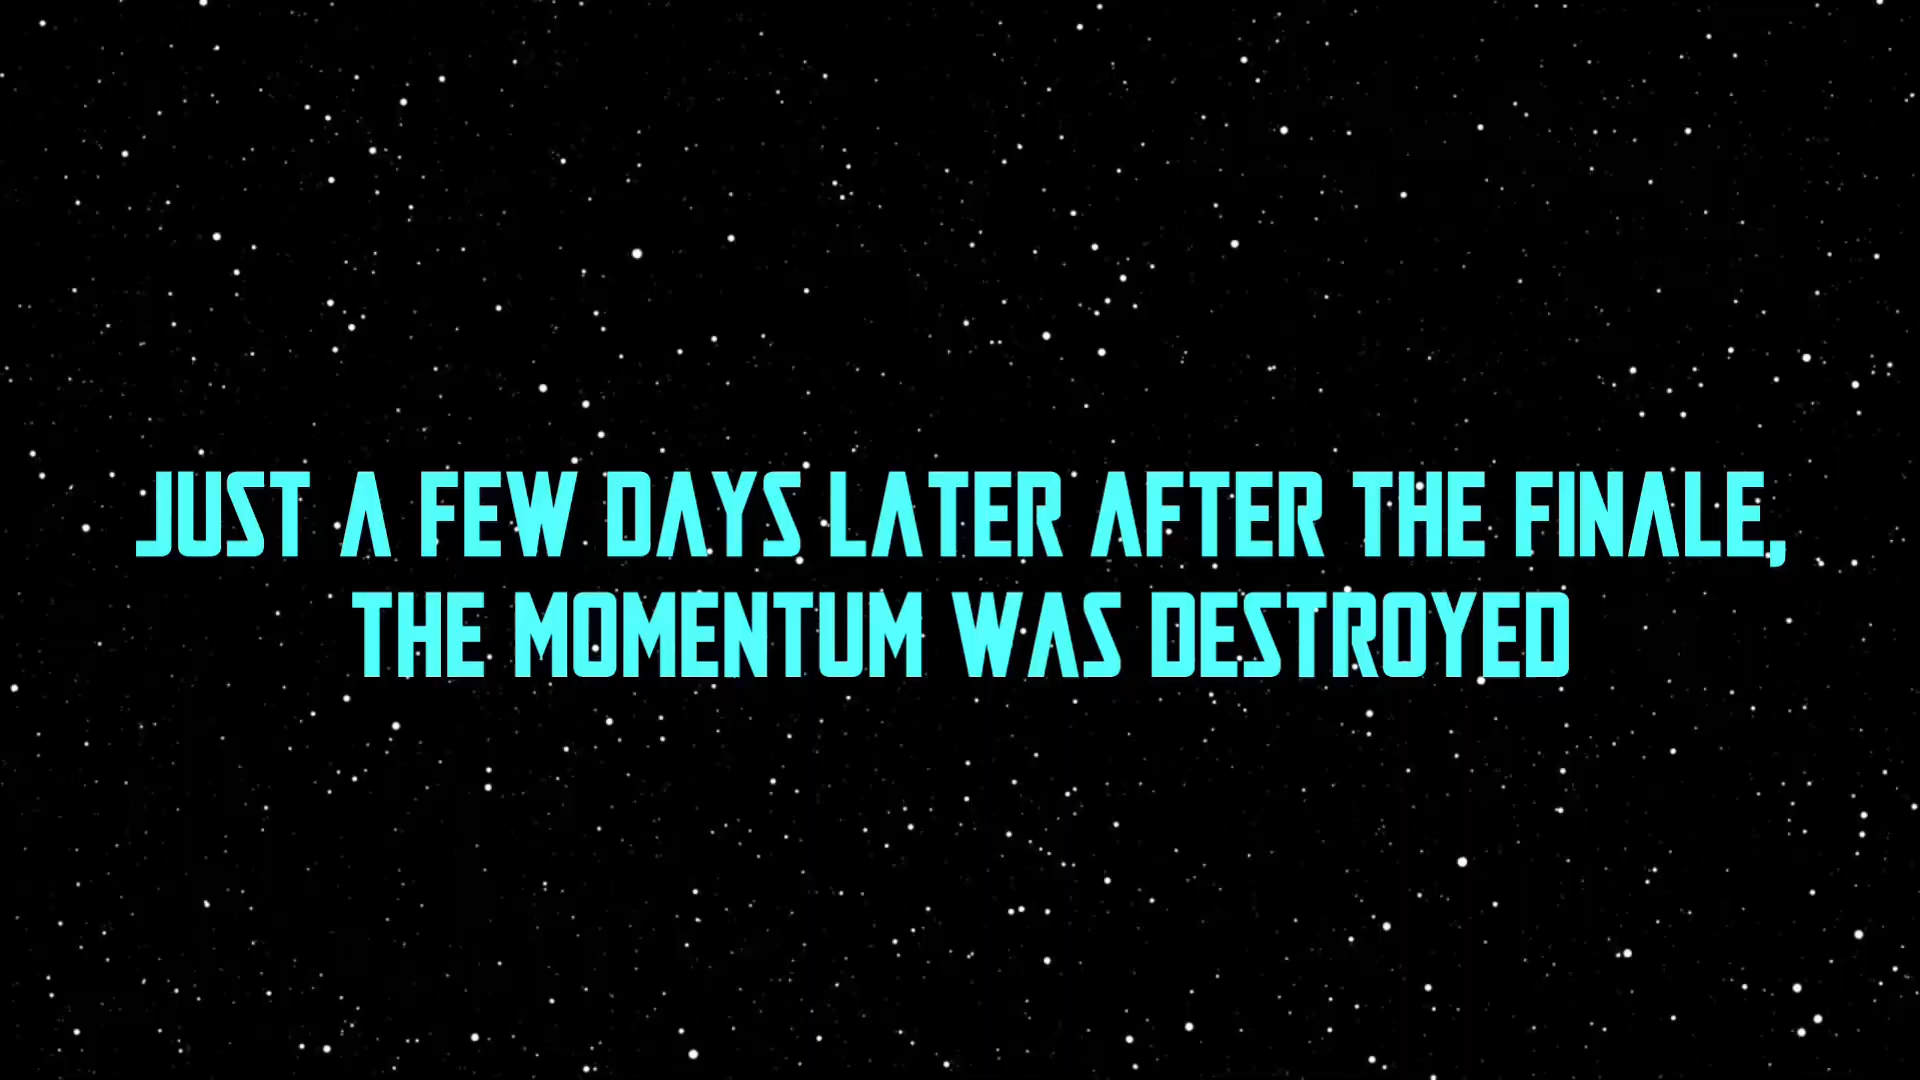 JUST A FEW DAYS LATER AFTER THE FINALE,
THE MOMENTUM WAS DESTROYED